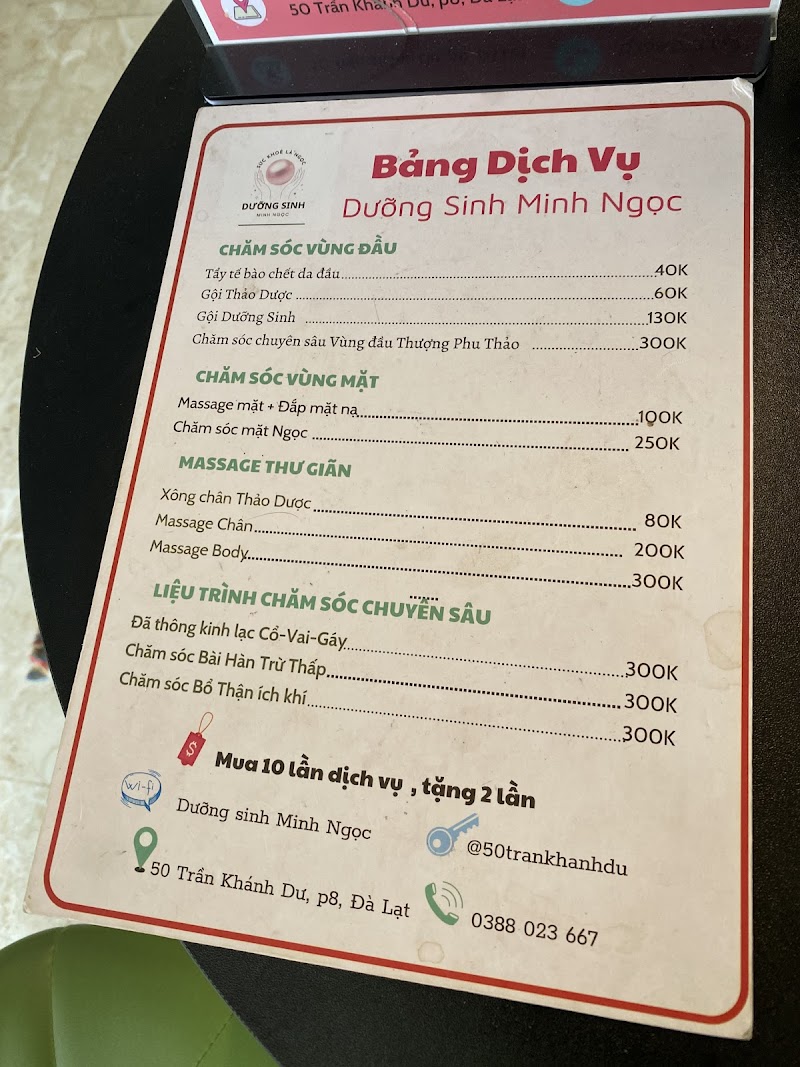 50 Trần Khánh Dư, p8, Đà Lạt
SỨC KHOẺ LÀ NGỌC
DƯỠNG SINH
MINH NGỌC
Bảng Dịch Vụ
Dưỡng Sinh Minh Ngọc
CHĂM SÓC VÙNG ĐẦU
Tẩy tế bào chết da đầu 40K
Gội Thảo Dược 60K
Gội Dưỡng Sinh 130K
Chăm sóc chuyên sâu Vùng đầu Thượng Phu Thảo 300K
CHĂM SÓC VÙNG MẶT
Massage mặt + Đắp mặt nạ 100K
Chăm sóc mặt Ngọc 250K
MASSAGE THƯ GIÃN
Xông chân Thảo Dược 80K
Massage Chân 200K
Massage Body 300K
LIỆU TRÌNH CHĂM SÓC CHUYÊN SÂU
Đả thông kinh lạc Cổ-Vai-Gáy 300K
Chăm sóc Bài Hàn Trừ Thấp 300K
Chăm sóc Bổ Thận ích khí 300K
$
Mua 10 lần dịch vụ , tặng 2 lần
Wi-fi
Dưỡng sinh Minh Ngọc
@50trankhanhdu
50 Trần Khánh Dư, p8, Đà Lạt
0388 023 667